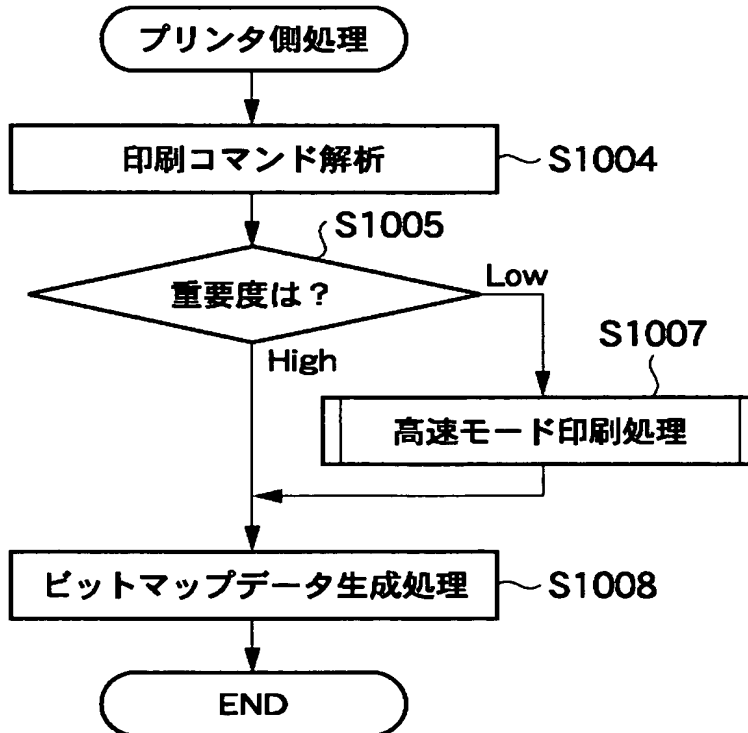 プリンタ側処理
印刷コマンド解析
S1004
S1005
重要度は？
Low
High
S1007
高速モード印刷処理
ビットマップデータ生成処理
S1008
END